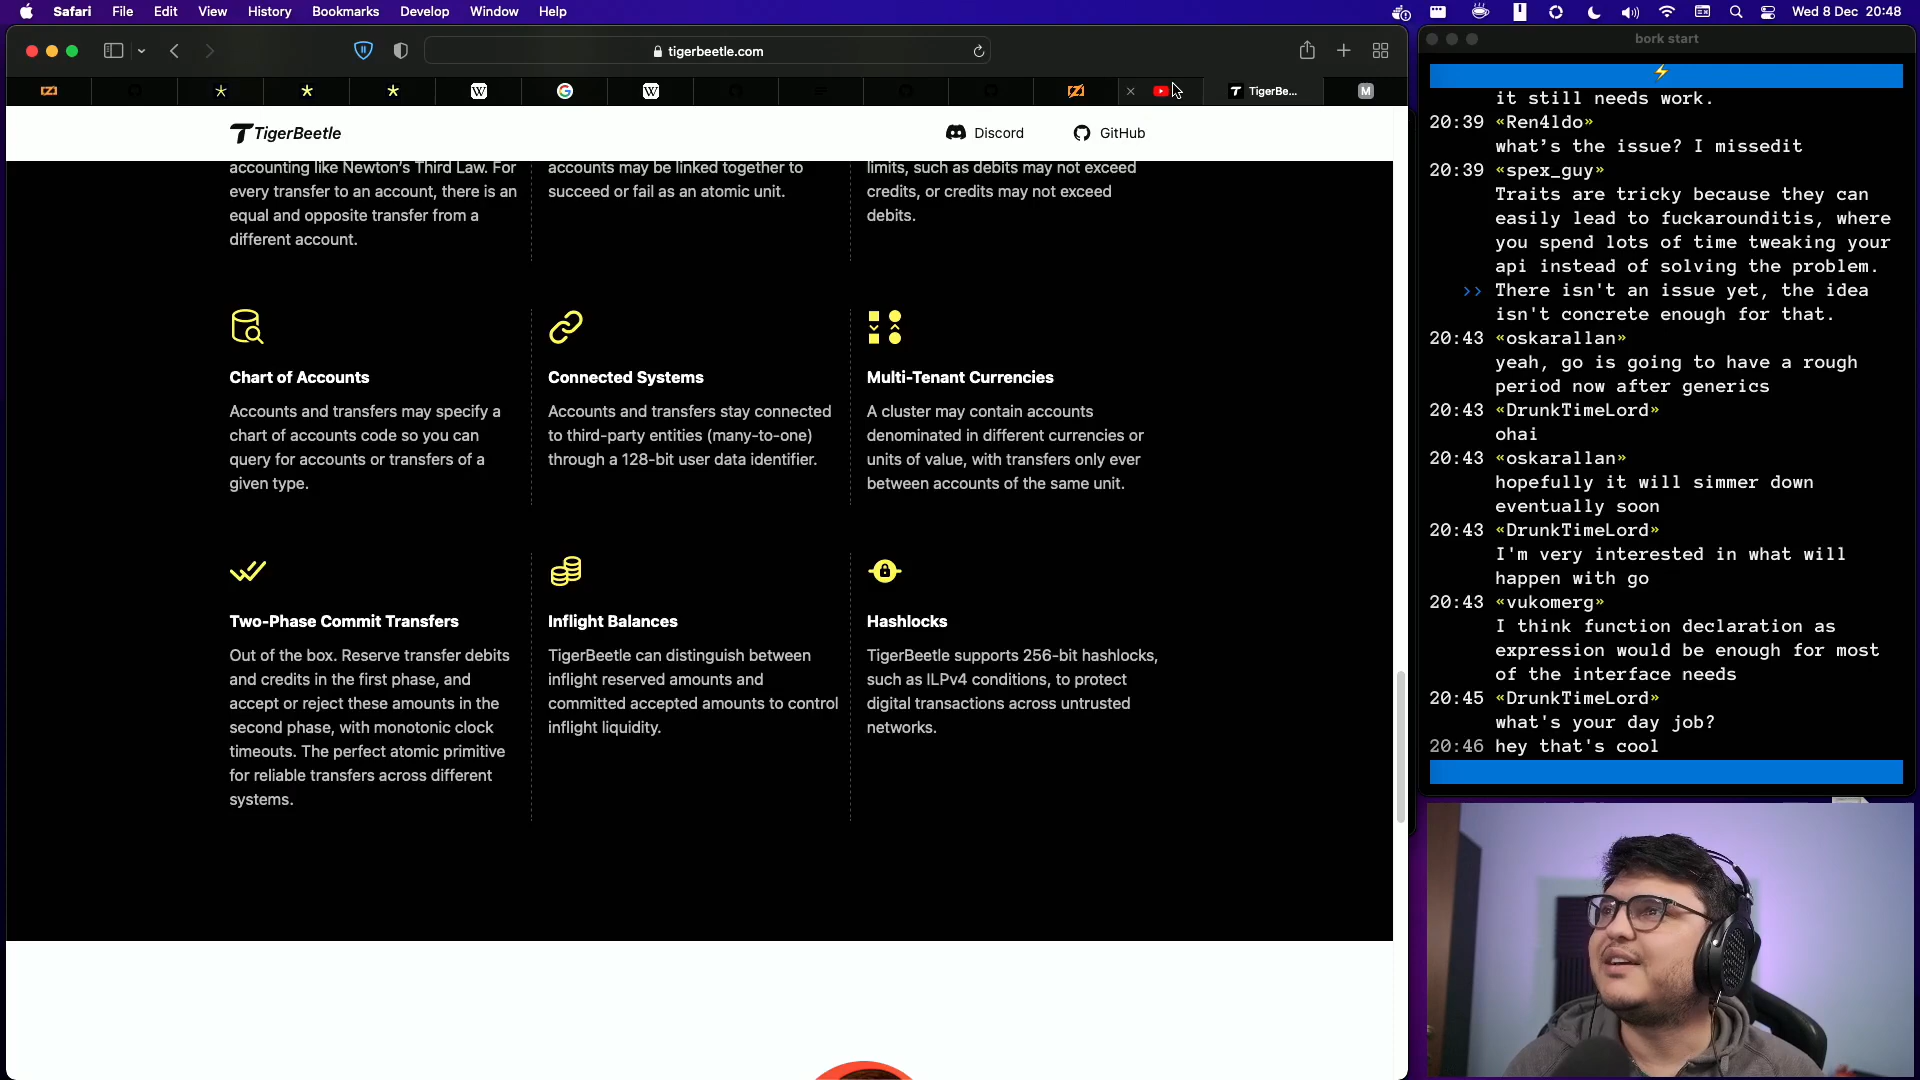 Safari File Edit View History Bookmarks Develop Window Help
Wed 8 Dec 20:48
tigerbeetle.com
TigerBe...
M
TigerBeetle
Discord
GitHub
accounting like Newton's Third Law. For
every transfer to an account, there is an
equal and opposite transfer from a
different account.
accounts may be linked together to
succeed or fail as an atomic unit.
limits, such as debits may not exceed
credits, or credits may not exceed
debits.
Chart of Accounts
Accounts and transfers may specify a
chart of accounts code so you can
query for accounts or transfers of a
given type.
Connected Systems
Accounts and transfers stay connected
to third-party entities (many-to-one)
through a 128-bit user data identifier.
Multi-Tenant Currencies
A cluster may contain accounts
denominated in different currencies or
units of value, with transfers only ever
between accounts of the same unit.
Two-Phase Commit Transfers
Out of the box. Reserve transfer debits
and credits in the first phase, and
accept or reject these amounts in the
second phase, with monotonic clock
timeouts. The perfect atomic primitive
for reliable transfers across different
systems.
Inflight Balances
TigerBeetle can distinguish between
inflight reserved amounts and
committed accepted amounts to control
inflight liquidity.
Hashlocks
TigerBeetle supports 256-bit hashlocks,
such as ILPv4 conditions, to protect
digital transactions across untrusted
networks.
bork start
it still needs work.
20:39 «Ren4ldo»
what's the issue? I missedit
20:39 «spex_guy»
Traits are tricky because they can
easily lead to fuckarounditis, where
you spend lots of time tweaking your
api instead of solving the problem.
>> There isn't an issue yet, the idea
isn't concrete enough for that.
20:43 «oskarallan»
yeah, go is going to have a rough
period now after generics
20:43 «DrunkTimeLord»
ohai
20:43 «oskarallan»
hopefully it will simmer down
eventually soon
20:43 «DrunkTimeLord»
I'm very interested in what will
happen with go
20:43 «vukomerg»
I think function declaration as
expression would be enough for most
of the interface needs
20:45 «DrunkTimeLord»
what's your day job?
20:46 hey that's cool